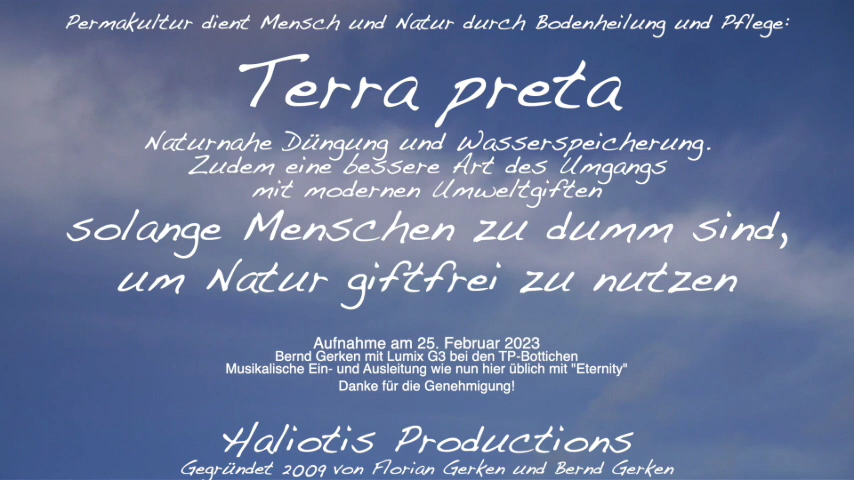 Permakultur dient Mensch und Natur durch Bodenheilung und Pflege:
Terra preta
Naturnahe Düngung und Wasserspeicherung.
Zudem eine bessere Art des Umgangs
mit modernen Umweltgiften
solange Menschen zu dumm sind,
um Natur giftfrei zu nutzen
Aufnahme am 25. Februar 2023
Bernd Gerken mit Lumix G3 bei den TP-Bottichen
Musikalische Ein- und Ausleitung wie nun hier üblich mit "Eternity"
Danke für die Genehmigung!
Haliotis Productions
Gegründet 2009 von Florian Gerken und Bernd Gerken